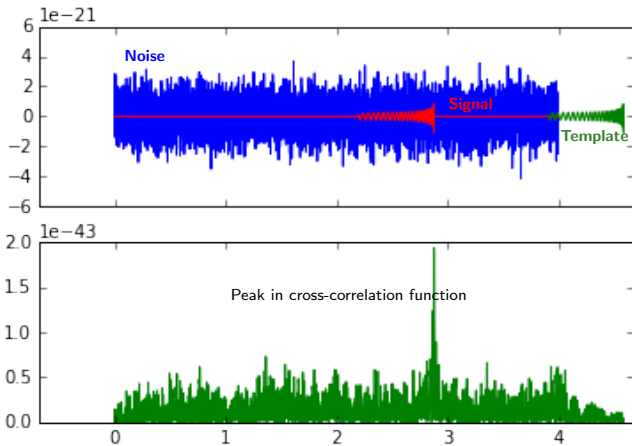 1e−21
6
4
2
0
−2
−4
−6
Noise
Signal
Template
1e−43
2.0
1.5
1.0
0.5
0.0
Peak in cross-correlation function
0 1 2 3 4